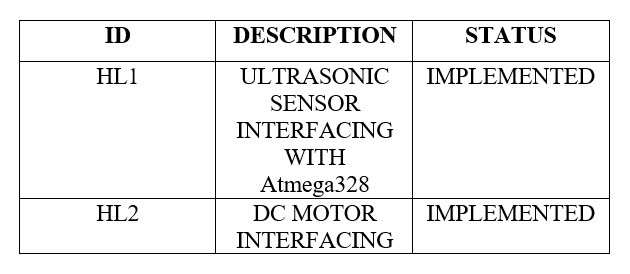 ID DESCRIPTION STATUS
HL1 ULTRASONIC IMPLEMENTED
SENSOR
INTERFACING
WITH
Atmega328
HL2 DC MOTOR IMPLEMENTED
INTERFACING